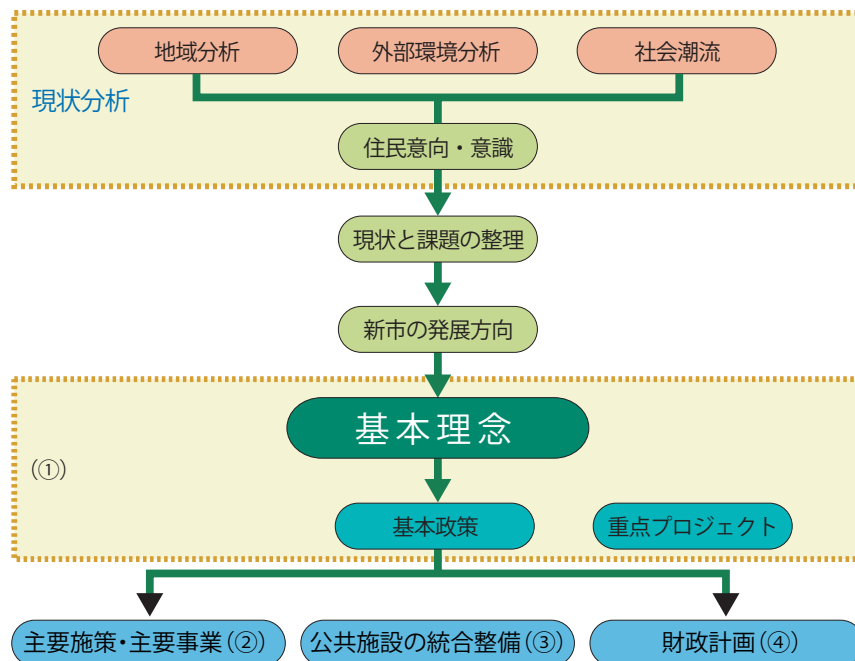 地域分析
外部環境分析
社会潮流
現状分析
住民意向・意識
現状と課題の整理
新市の発展方向
基本理念
(①)
基本政策
重点プロジェクト
主要施策・主要事業(②)
公共施設の統合整備(③)
財政計画(④)